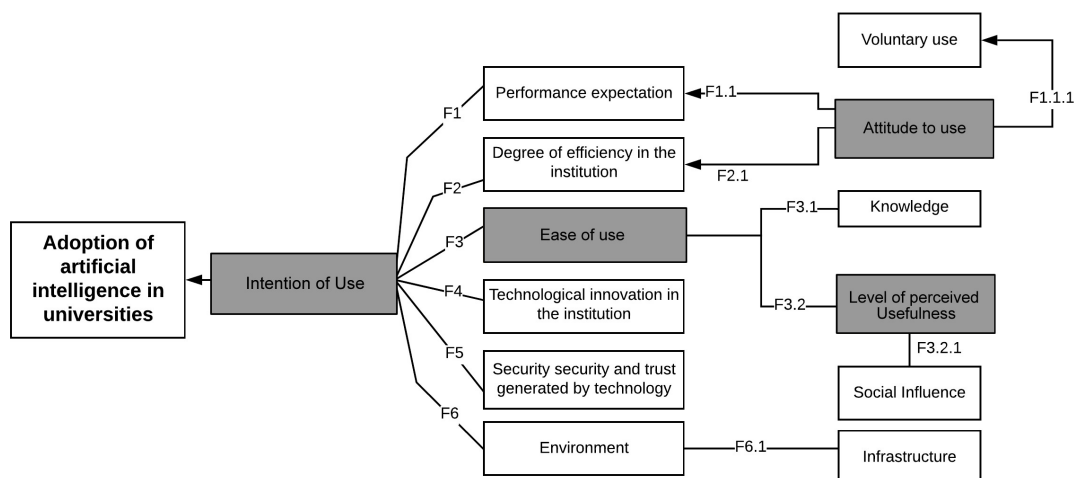 Voluntary use
F1.1.1
Performance expectation
F1.1
Attitude to use
F1
Degree of efficiency in the
institution
F2.1
F2
Knowledge
F3.1
Ease of use
F3
Adoption of
artificial
intelligence in
universities
Intention of Use
F4
Technological innovation in
the institution
F3.2
Level of perceived
Usefulness
F3.2.1
F5
Security security and trust
generated by technology
Social Influence
F6
Environment
F6.1
Infrastructure